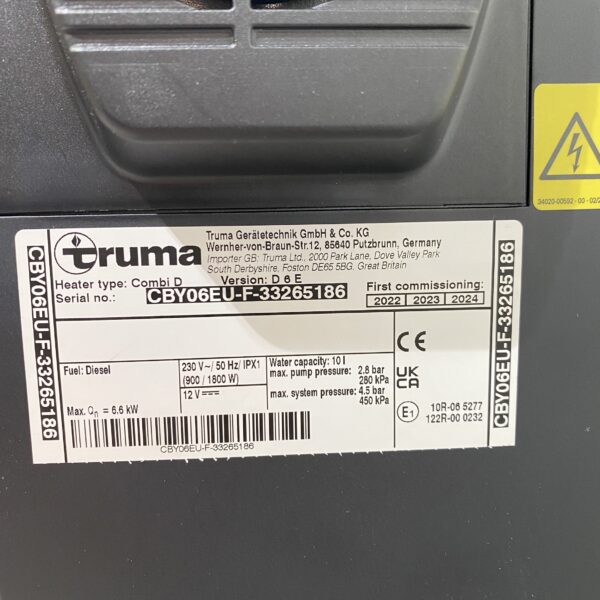 34020-00592 - 00 - 02/2
truma
Truma Gerätetechnik GmbH & Co. KG
Wernher-von-Braun-Str.12, 85640 Putzbrunn, Germany
Importer GB: Truma Ltd., 2000 Park Lane, Dove Valley Park
South Derbyshire, Foston DE65 5BG, Great Britain
Heater type: Combi D
Version: D 6 E
Serial no.: CBY06EU-F-33265186
First commissioning:
2022 2023 2024
Fuel: Diesel
Max. Qn = 6.6 kW
230 V~/ 50 Hz/ IPX1
(900 / 1800 W)
12 V
Water capacity: 10 l
max. pump pressure: 2.8 bar
280 kPa
max. system pressure: 4.5 bar
450 kPa
CE
UK
CA
E1
10R-06 5277
122R-00 0232
CBY06EU-F-33265186
CBY06EU-F-33265186
CBY06EU-F-33265186